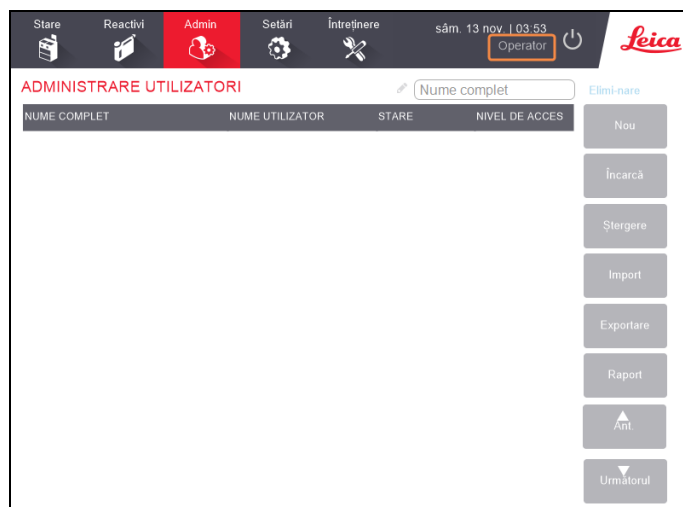 Stare Reactivi Admin Setări Întreținere sâm. 13 nov. | 03:53
Operator
Leica
ADMINISTRARE UTILIZATORI Nume complet Elimi-nare
NUME COMPLET NUME UTILIZATOR STARE NIVEL DE ACCES
Nou
Încarcă
Ștergere
Import
Exportare
Raport
Ant.
Următorul